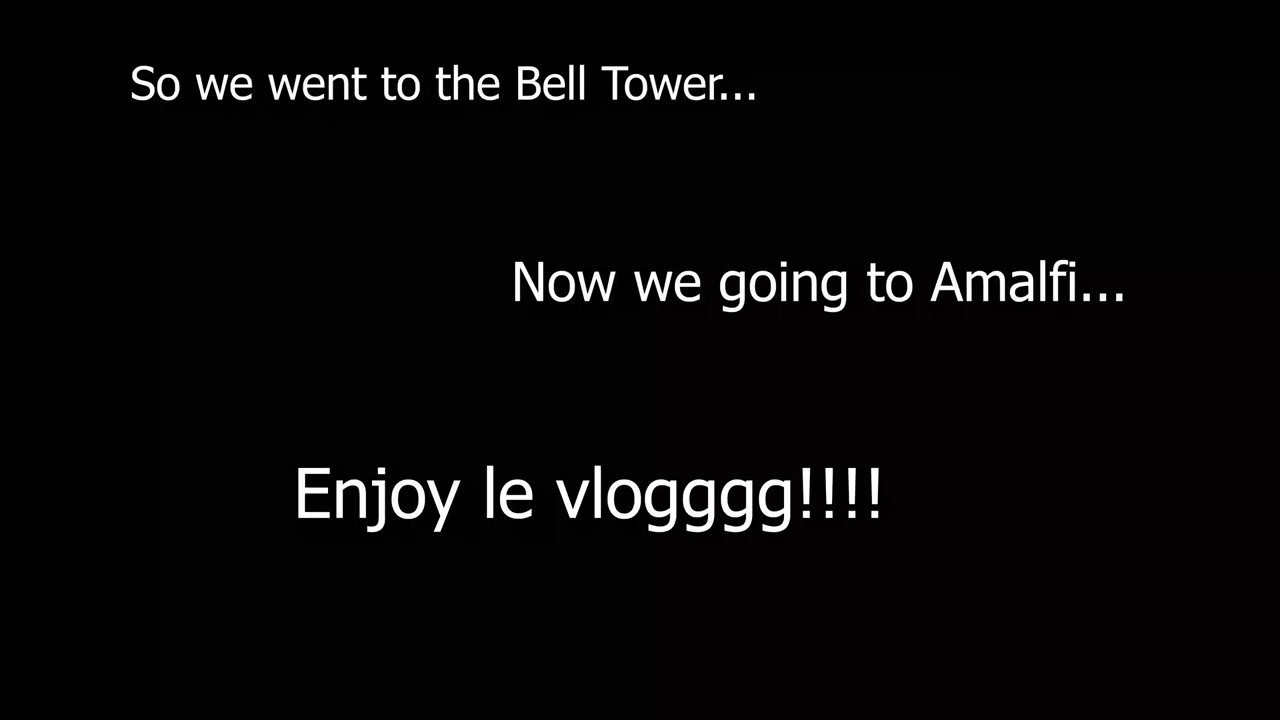 So we went to the Bell Tower...
Now we going to Amalfi...
Enjoy le vlogggg!!!!